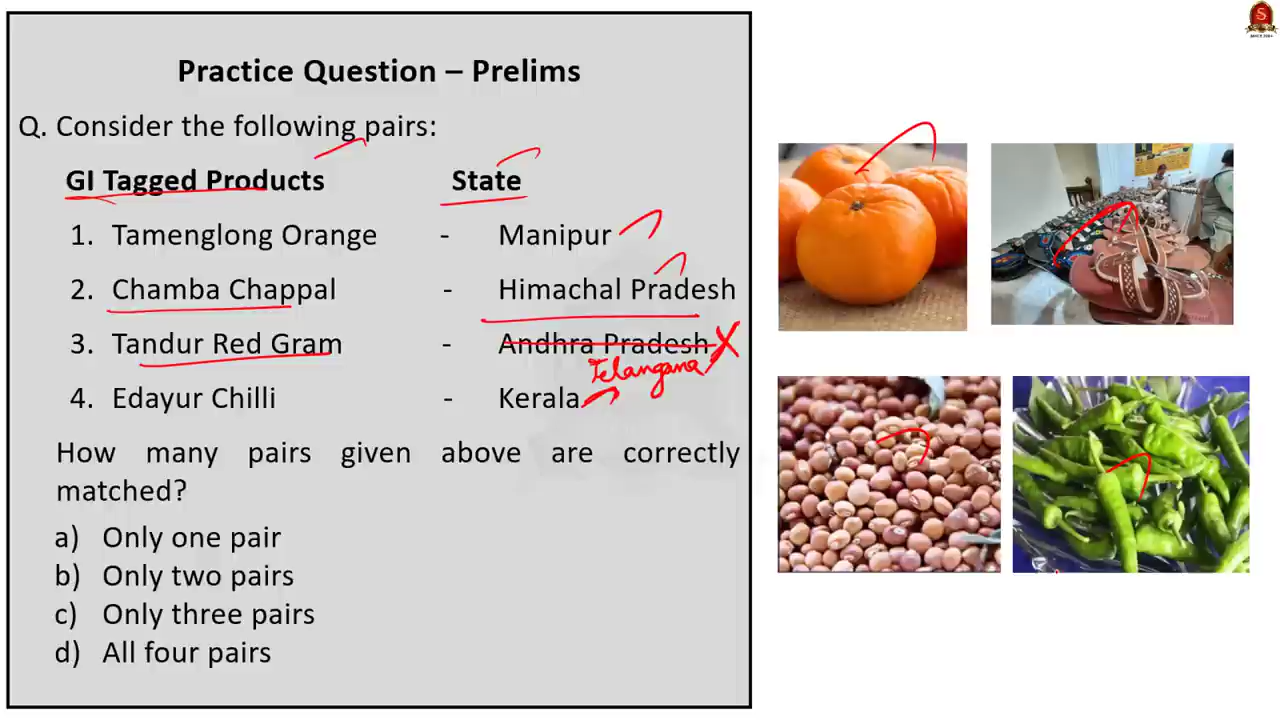 Practice Question – Prelims
Q. Consider the following pairs:
GI Tagged Products State
1. Tamenglong Orange - Manipur
2. Chamba Chappal - Himachal Pradesh
3. Tandur Red Gram - Andhra Pradesh
Telangana
4. Edayur Chilli - Kerala
How many pairs given above are correctly
matched?
a) Only one pair
b) Only two pairs
c) Only three pairs
d) All four pairs